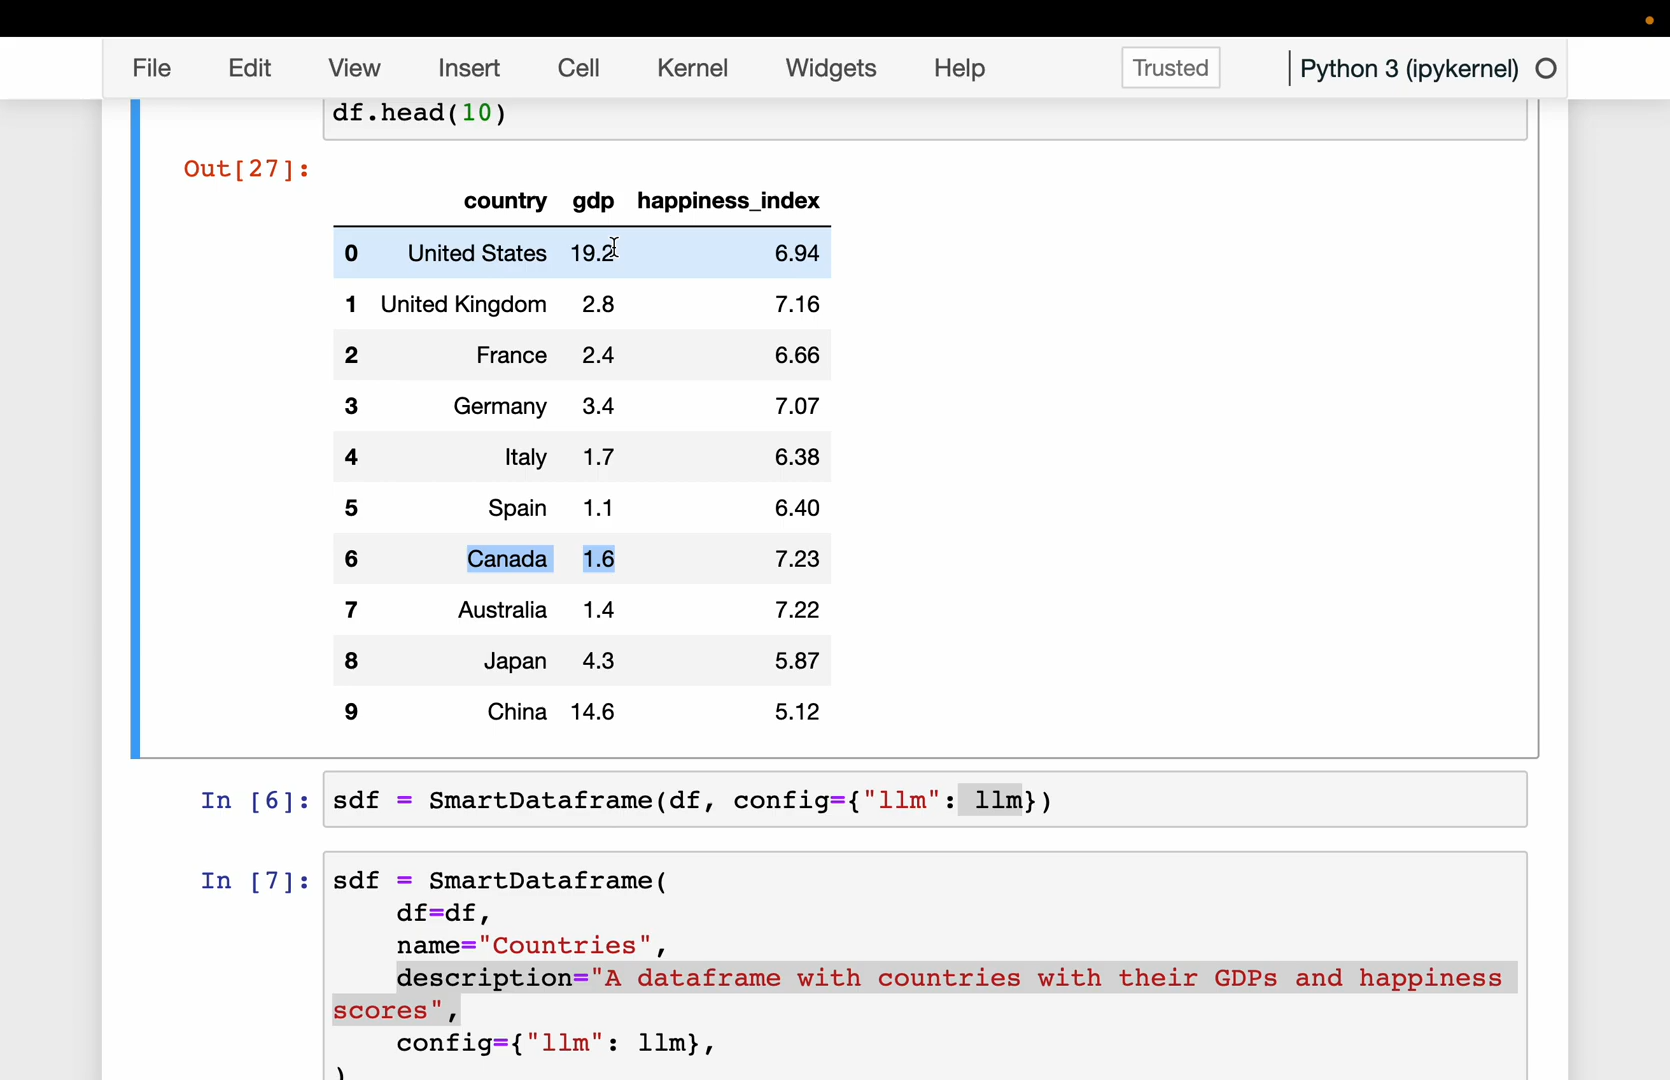 File Edit View Insert Cell Kernel Widgets Help Trusted Python 3 (ipykernel)
df.head(10)
Out[27]:
country gdp happiness_index
0 United States 19.2 6.94
1 United Kingdom 2.8 7.16
2 France 2.4 6.66
3 Germany 3.4 7.07
4 Italy 1.7 6.38
5 Spain 1.1 6.40
6 Canada 1.6 7.23
7 Australia 1.4 7.22
8 Japan 4.3 5.87
9 China 14.6 5.12
In [6]: sdf = SmartDataframe(df, config={"llm": llm})
In [7]: sdf = SmartDataframe(
df=df,
name="Countries",
description="A dataframe with countries with their GDPs and happiness
scores",
config={"llm": llm},
)